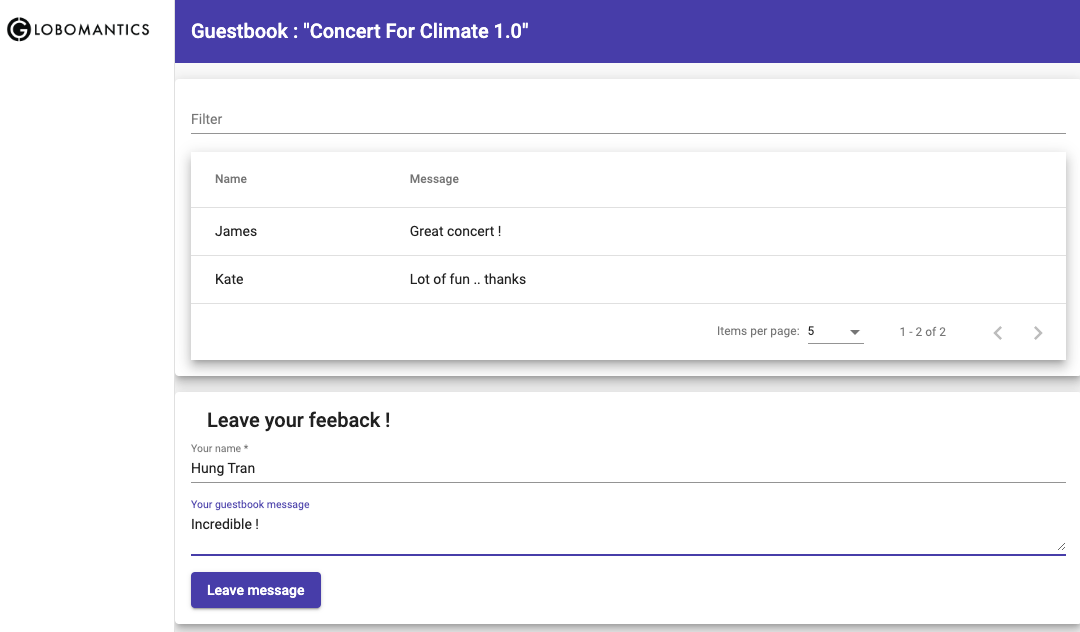 GLOBOMANTICS
Guestbook : "Concert For Climate 1.0"
Filter
Name Message
James Great concert !
Kate Lot of fun .. thanks
Items per page: 5 1 - 2 of 2
Leave your feeback !
Your name *
Hung Tran
Your guestbook message
Incredible !
Leave message